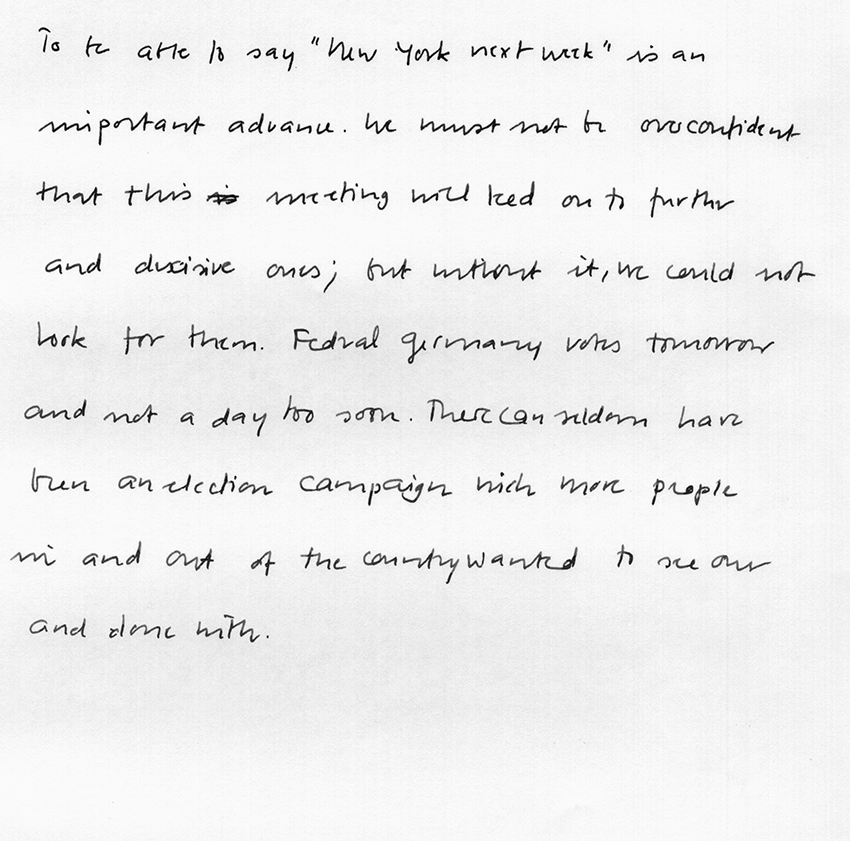 To be able to say "New York next week" is an
important advance. We must not be overconfident
that this is meeting will lead on to further
and decisive ones; but without it, we could not
look for them. Federal Germany votes tomorrow
and not a day too soon. There can seldom have
been an election campaign which more people
in and out of the country wanted to see over
and done with.